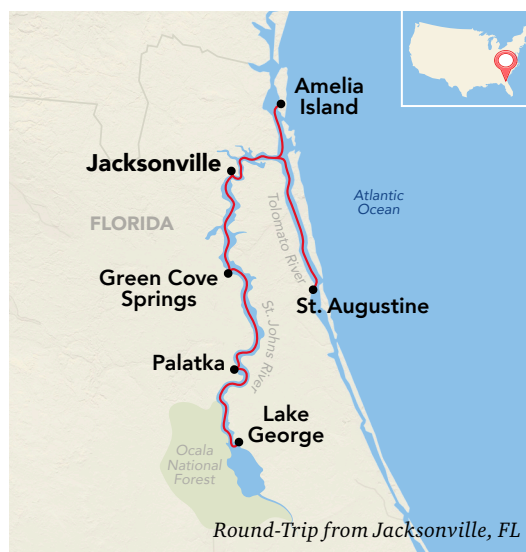 Amelia
Island
Jacksonville
Atlantic
Ocean
FLORIDA
Tolomato River
Green Cove
Springs
St. Augustine
St. Johns River
Palatka
Lake
George
Ocala
National
Forest
Round-Trip from Jacksonville, FL